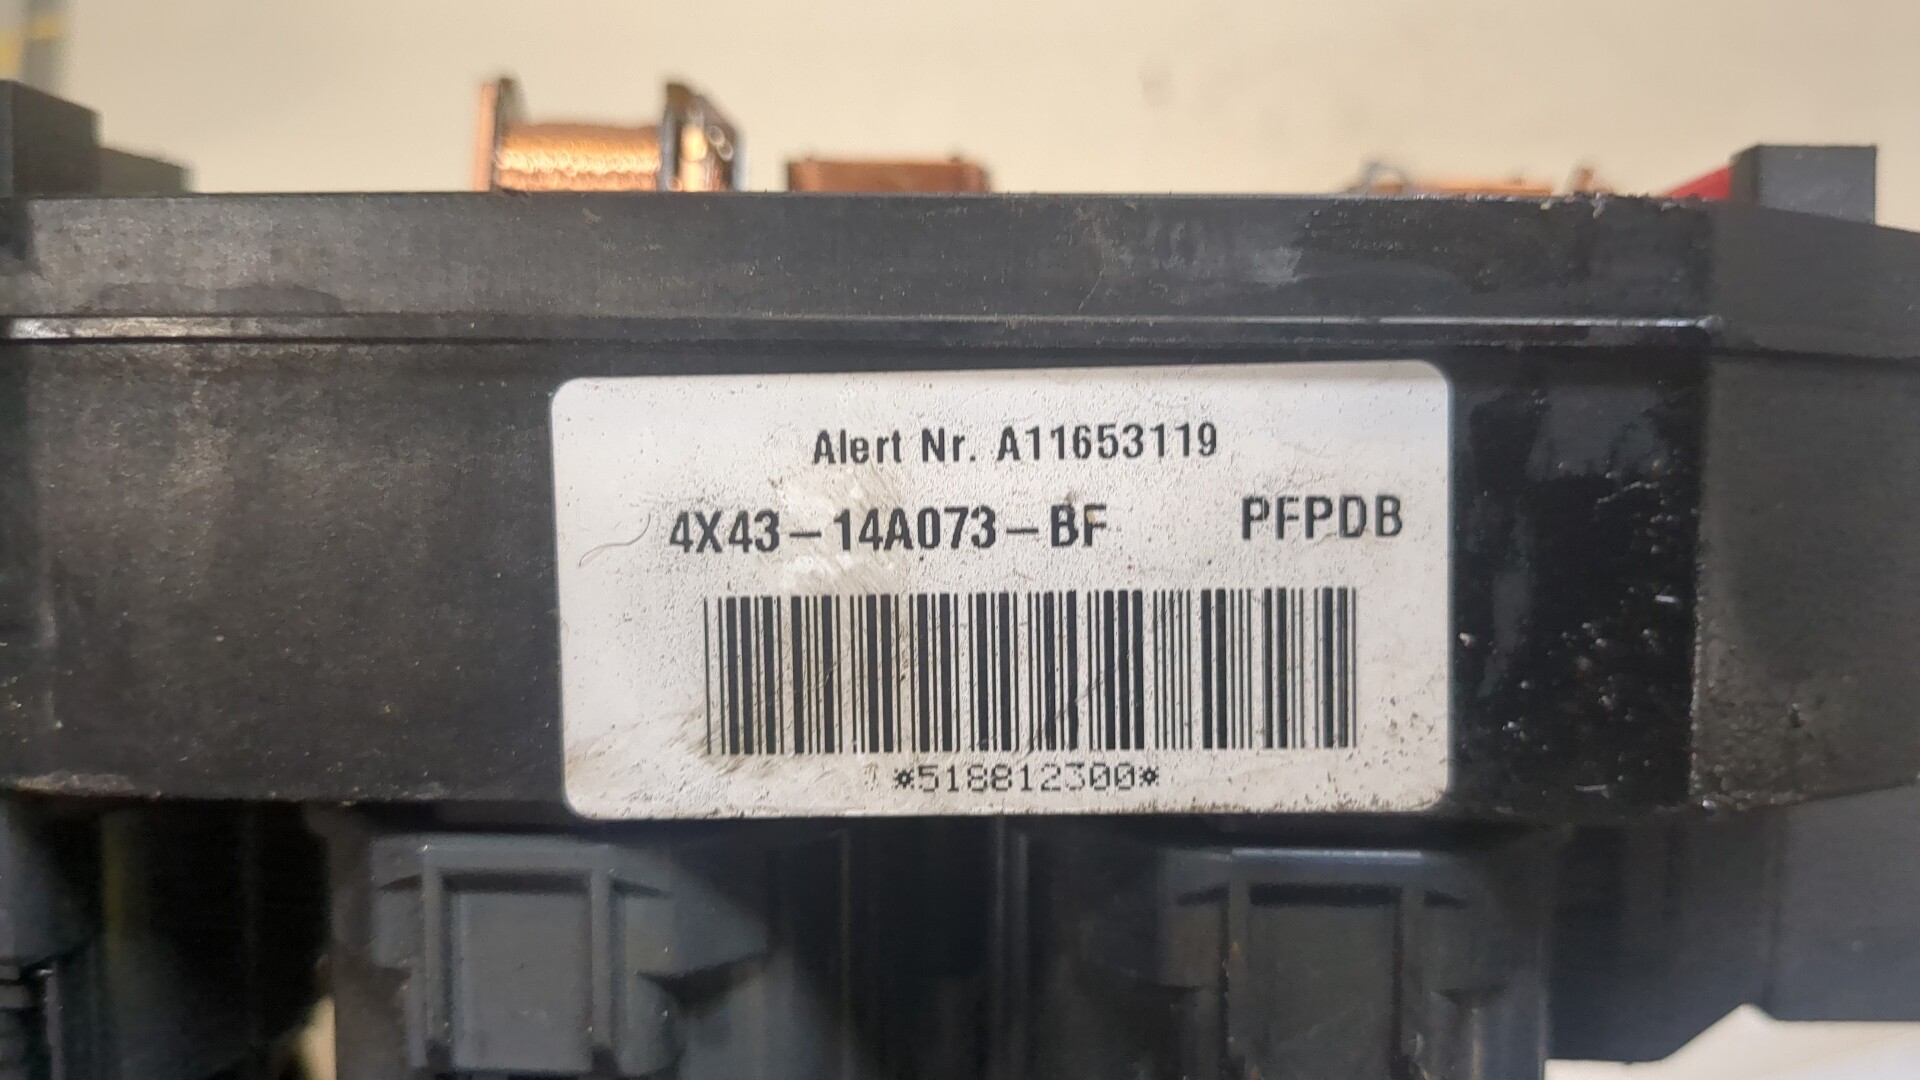 Alert Nr. A11653119
4X43-14A073-BF PFPDB
*518812300*